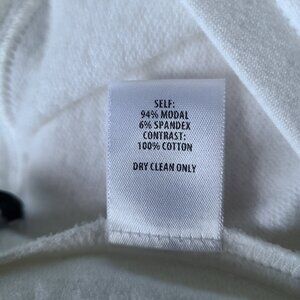 SELF:
94% MODAL
6% SPANDEX
CONTRAST:
100% COTTON
DRY CLEAN ONLY